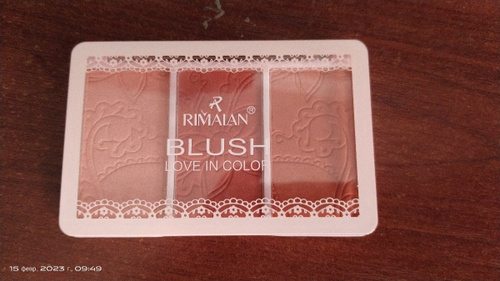 RIMALAN®
BLUSH
LOVE IN COLOR
15 февр. 2023 г., 09:49